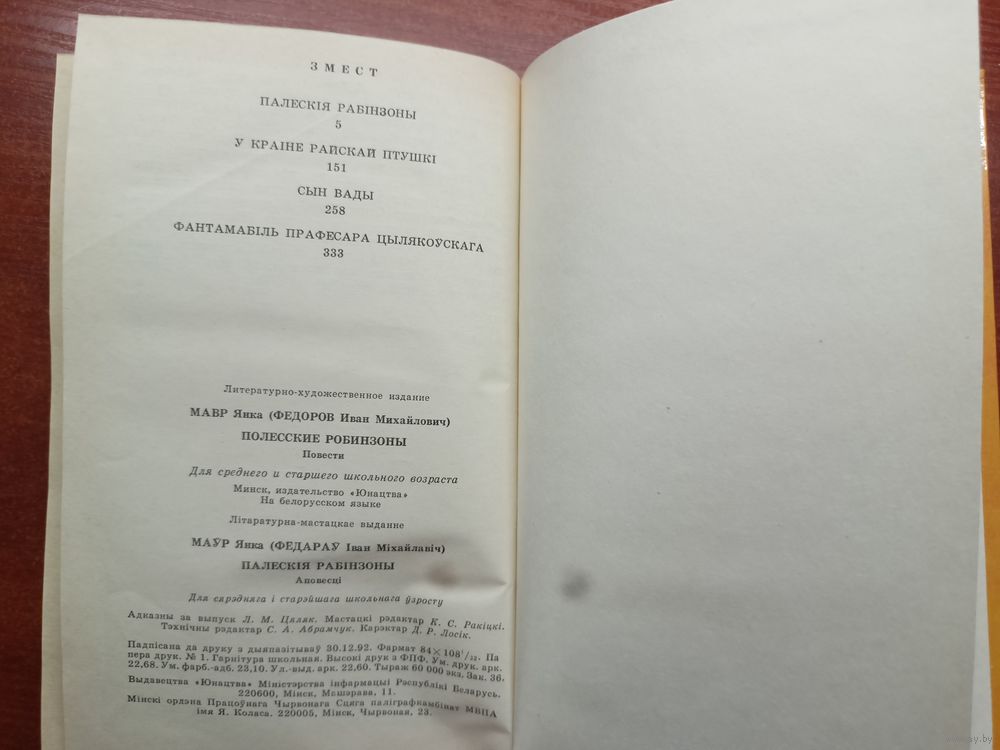 ЗМЕСТ
ПАЛЕСКІЯ РАБІНЗОНЫ
5
У КРАІНЕ РАЙСКАЙ ПТУШКІ
151
СЫН ВАДЫ
258
ФАНТАМАБІЛЬ ПРАФЕСАРА ЦЫЛЯКОЎСКАГА
333
Литературно-художественное издание
МАВР Янка (ФЕДОРОВ Иван Михайлович)
ПОЛЕССКИЕ РОБИНЗОНЫ
Повести
Для среднего и старшего школьного возраста
Минск, издательство «Юнацтва»
На белорусском языке
Літаратурна-мастацкае выданне
МАЎР Янка (ФЕДАРАЎ Іван Міхайлавіч)
ПАЛЕСКІЯ РАБІНЗОНЫ
Аповесці
Для сярэдняга і старэйшага школьнага ўзросту
Адказны за выпуск Л. М. Цяляк. Мастацкі рэдактар К. С. Ракіцкі.
Тэхнічны рэдактар С. А. Абрамчук. Карэктар Д. Р. Лосік.
Падпісана да друку з дыяпазітываў 30.12.92. Фармат 84×108¹/₃₂. Па
пера друк. № 1. Гарнітура школьная. Высокі друк з ФПФ. Ум. друк. арк.
22,68. Ум. фарб.-адб. 23,10. Ул.-выд. арк. 22,60. Тыраж 60 000 экз. Зак. 36.
Выдавецтва «Юнацтва» Міністэрства інфармацыі Рэспублікі Беларусь.
220600, Мінск, Машэрава, 11.
Мінскі ордэна Працоўнага Чырвонага Сцяга паліграфкамбінат МВПА
імя Я. Коласа. 220005, Мінск, Чырвоная, 23.
ay.by